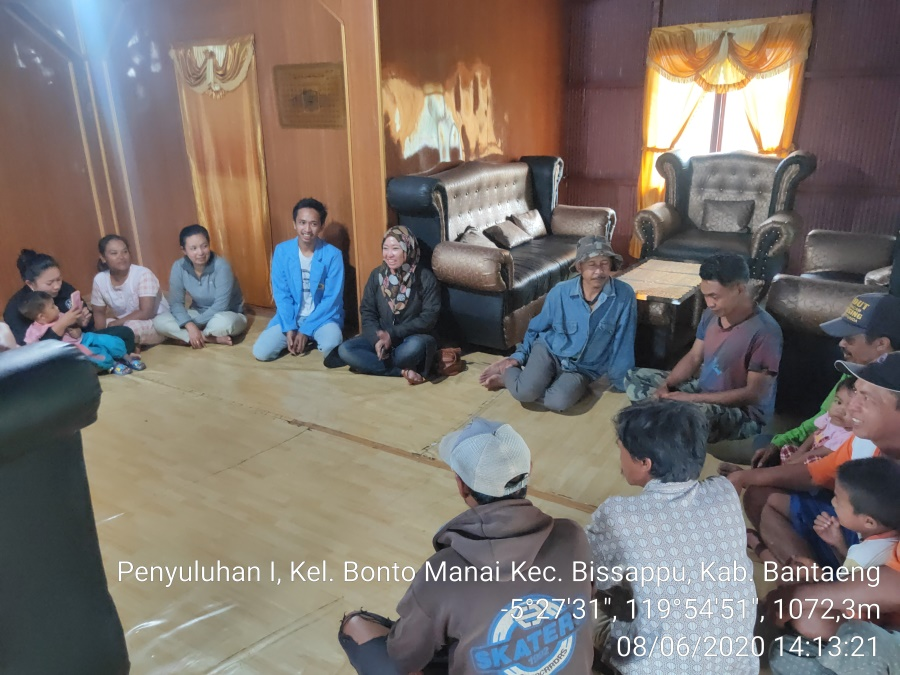 Penyuluhan I, Kel. Bonto Manai Kec. Bissappu, Kab. Bantaeng
-5°27'31", 119°54'51", 1072,3m
08/06/2020 14:13:21
SKATER